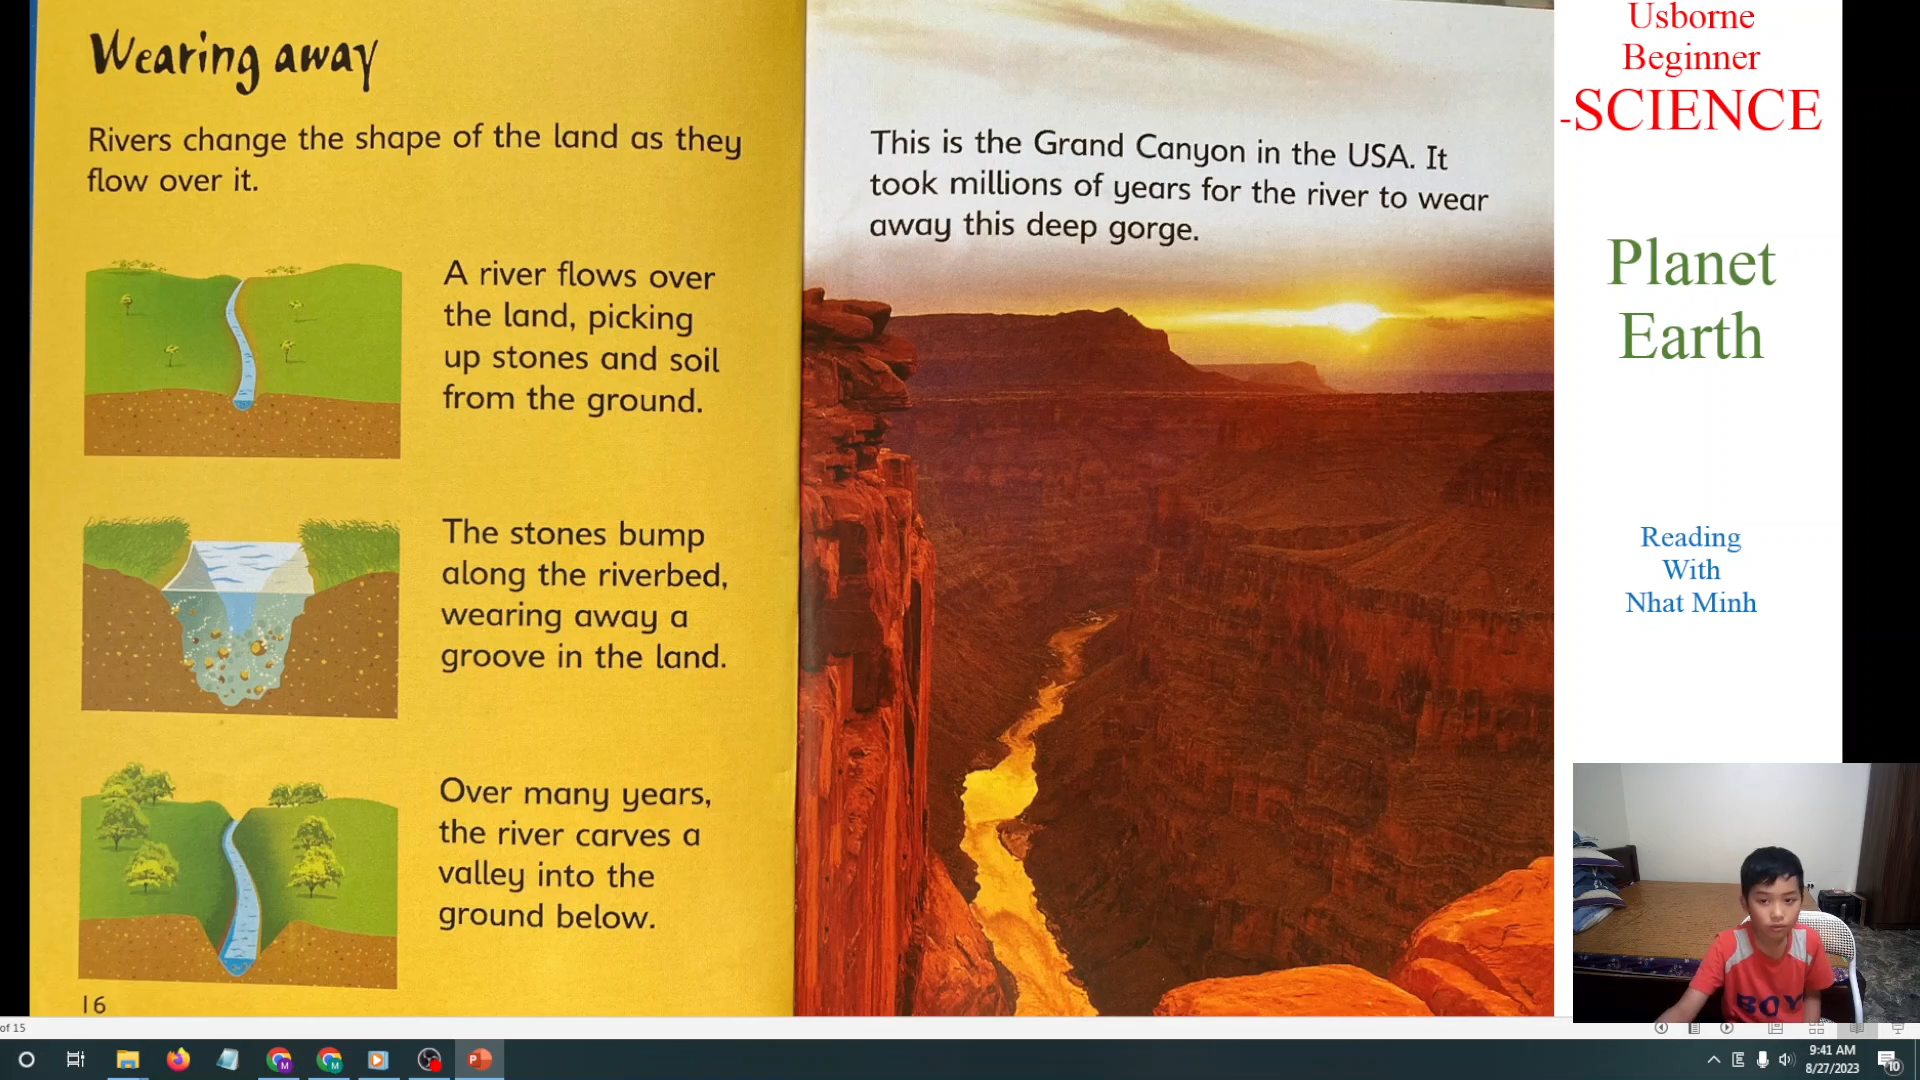 Wearing away
Rivers change the shape of the land as they
flow over it.
A river flows over
the land, picking
up stones and soil
from the ground.
The stones bump
along the riverbed,
wearing away a
groove in the land.
Over many years,
the river carves a
valley into the
ground below.
16
This is the Grand Canyon in the USA. It
took millions of years for the river to wear
away this deep gorge.
Usborne
Beginner
-SCIENCE
Planet
Earth
Reading
With
Nhat Minh
BOY
of 15
9:41 AM
8/27/2023
10